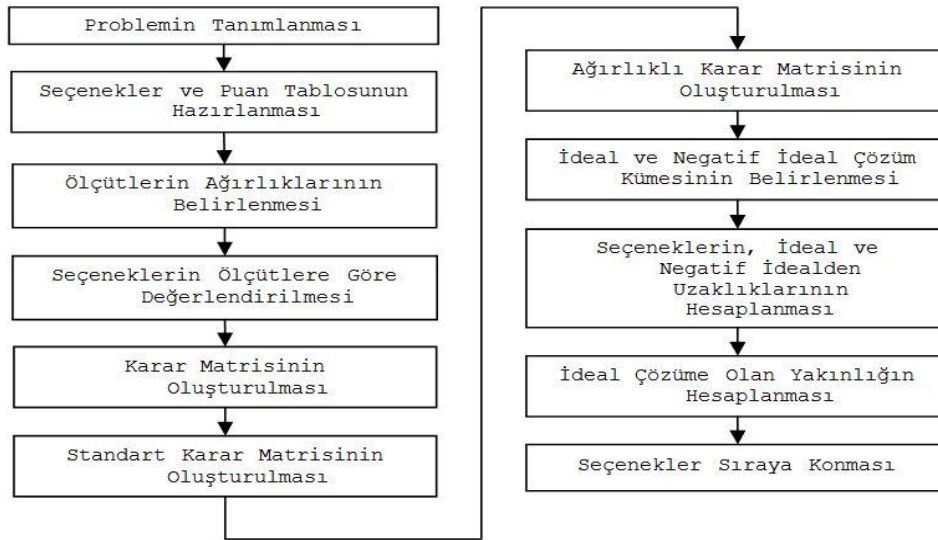 Problemin Tanımlanması
Seçenekler ve Puan Tablosunun
Hazırlanması
Ölçütlerin Ağırlıklarının
Belirlenmesi
Seçeneklerin Ölçütlere Göre
Değerlendirilmesi
Karar Matrisinin
Oluşturulması
Standart Karar Matrisinin
Oluşturulması
Ağırlıklı Karar Matrisinin
Oluşturulması
İdeal ve Negatif İdeal Çözüm
Kümesinin Belirlenmesi
Seçeneklerin, İdeal ve
Negatif İdealden
Uzaklıklarının
Hesaplanması
İdeal Çözüme Olan Yakınlığın
Hesaplanması
Seçenekler Sıraya Konması